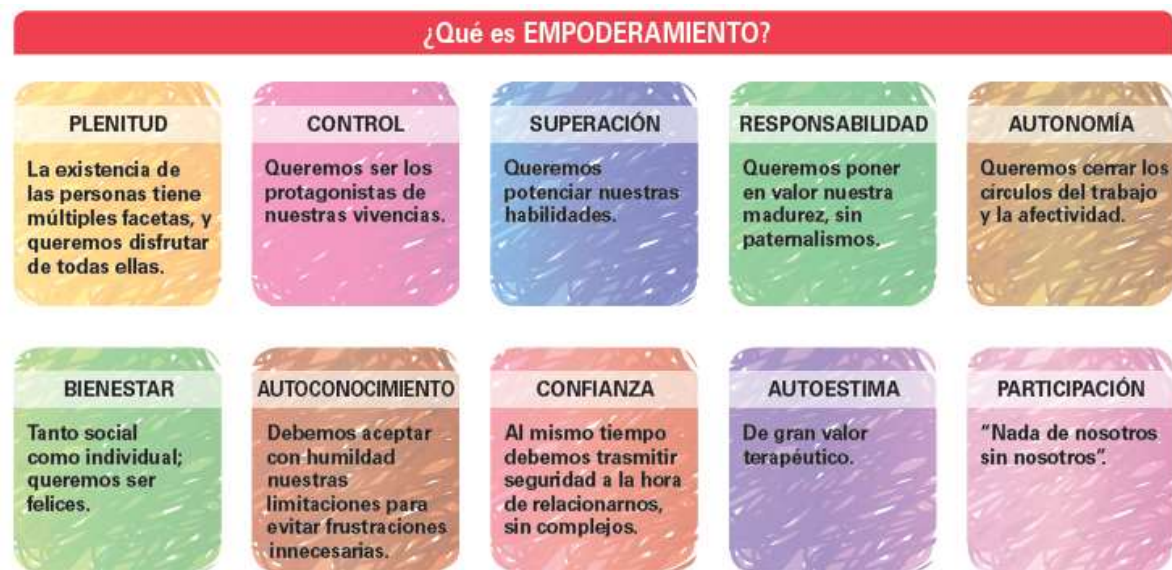 ¿Qué es EMPODERAMIENTO?
PLENITUD
La existencia de
las personas tiene
múltiples facetas, y
queremos disfrutar
de todas ellas.
CONTROL
Queremos ser los
protagonistas de
nuestras vivencias.
SUPERACIÓN
Queremos
potenciar nuestras
habilidades.
RESPONSABILIDAD
Queremos poner
en valor nuestra
madurez, sin
paternalismos.
AUTONOMÍA
Queremos cerrar los
círculos del trabajo
y la afectividad.
BIENESTAR
Tanto social
como individual;
queremos ser
felices.
AUTOCONOCIMIENTO
Debemos aceptar
con humildad
nuestras
limitaciones para
evitar frustraciones
innecesarias.
CONFIANZA
Al mismo tiempo
debemos trasmitir
seguridad a la hora
de relacionarnos,
sin complejos.
AUTOESTIMA
De gran valor
terapéutico.
PARTICIPACIÓN
“Nada de nosotros
sin nosotros”.